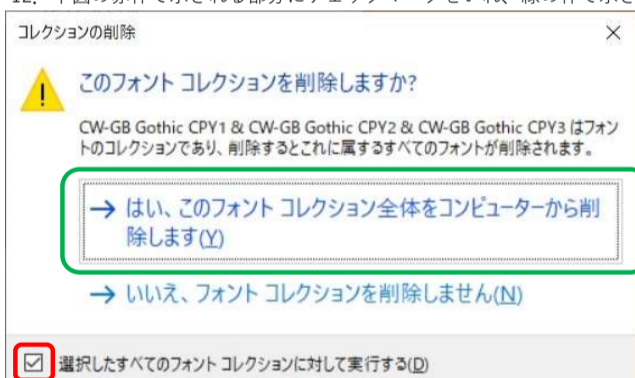 コレクションの削除
このフォント コレクションを削除しますか?
CW-GB Gothic CPY1 & CW-GB Gothic CPY2 & CW-GB Gothic CPY3 はフォン
トのコレクションであり、削除するとこれに属するすべてのフォントが削除されます。
→ はい、このフォント コレクション全体をコンピューターから削
除します(Y)
→ いいえ、フォント コレクションを削除しません(N)
選択したすべてのフォント コレクションに対して実行する(D)